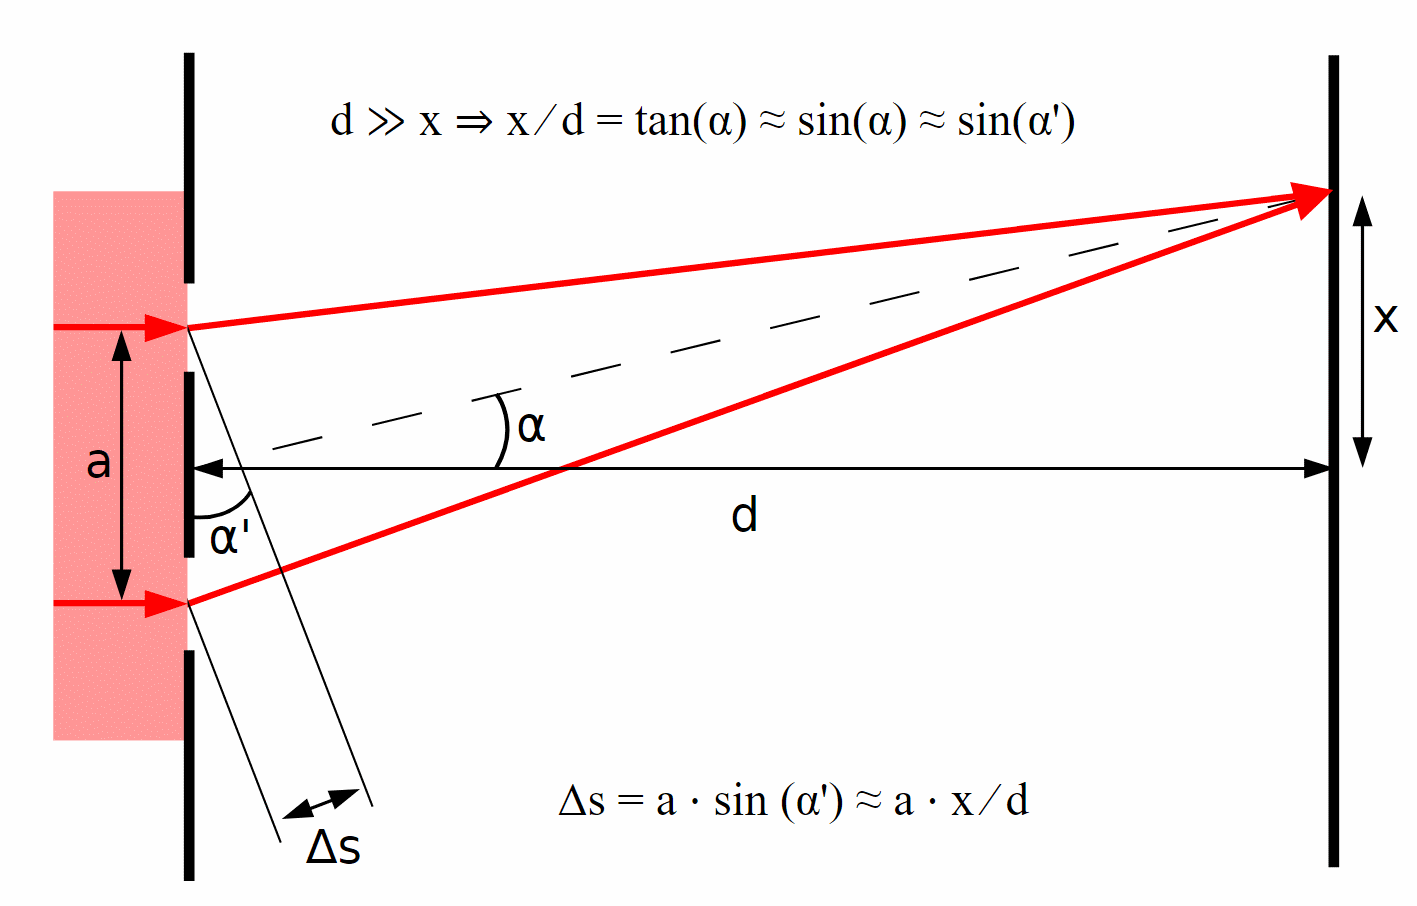 d ≫ x ⇒ x ∕ d = tan(α) ≈ sin(α) ≈ sin(α')
x
α
a
d
α'
Δs = a · sin (α') ≈ a · x ∕ d
Δs